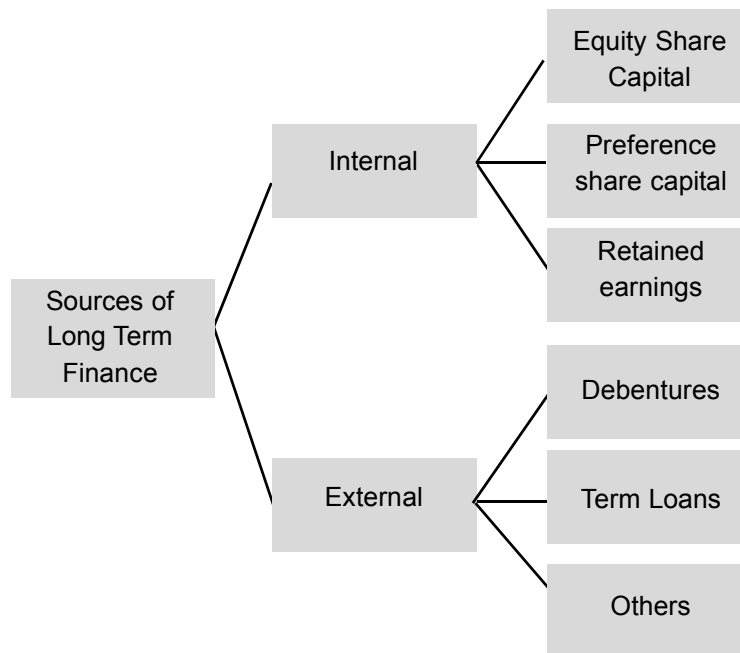 Sources of
Long Term
Finance
Internal
Equity Share
Capital
Preference
share capital
Retained
earnings
External
Debentures
Term Loans
Others